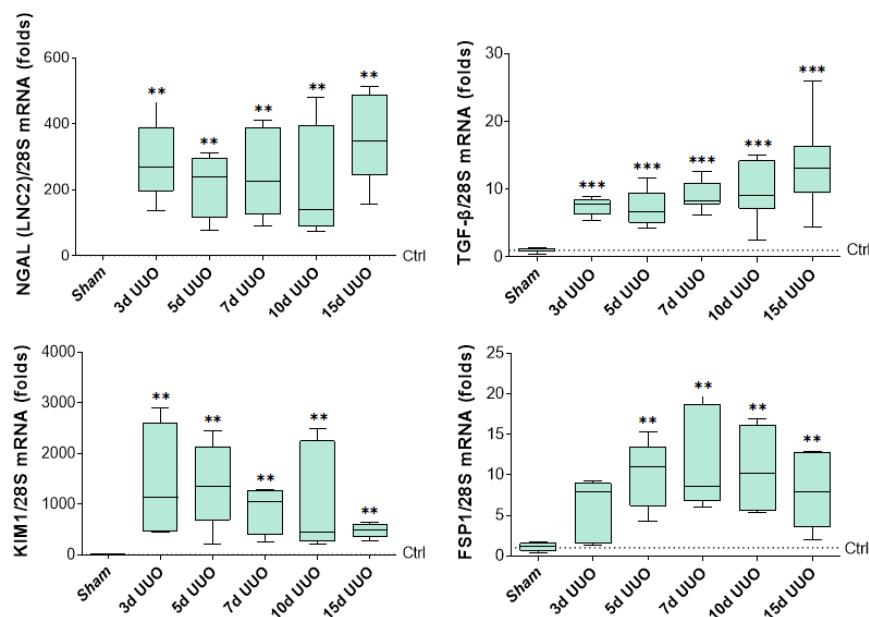 NGAL (LNC2)/28S mRNA (folds)
600
400
200
0
**
**
**
**
**
Ctrl
Sham
3d UUO
5d UUO
7d UUO
10d UUO
15d UUO
TGF-β/28S mRNA (folds)
30
20
10
0
***
***
***
***
***
Ctrl
Sham
3d UUO
5d UUO
7d UUO
10d UUO
15d UUO
KIM1/28S mRNA (folds)
4000
3000
2000
1000
0
**
**
**
**
**
Ctrl
Sham
3d UUO
5d UUO
7d UUO
10d UUO
15d UUO
FSP1/28S mRNA (folds)
25
20
15
10
5
0
**
**
**
**
Ctrl
Sham
3d UUO
5d UUO
7d UUO
10d UUO
15d UUO